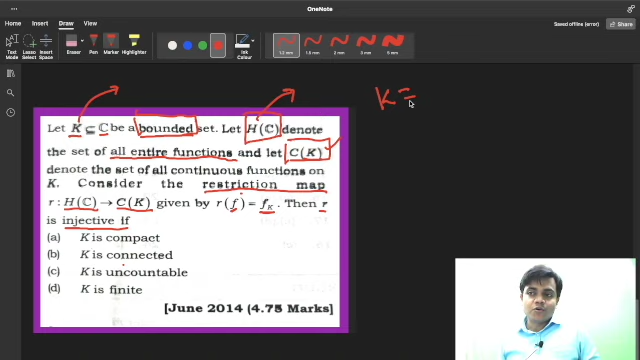 OneNote
Home Insert Draw View
Saved offline (error)
Share
Text Mode
Lasso Select
Insert Space
Eraser
Pen
Marker
Highlighter
Ink Colour
K =
Let K ⊆ ℂ be a bounded set. Let H(ℂ) denote
the set of all entire functions and let C(K)
denote the set of all continuous functions on
K. Consider the restriction map
r : H(ℂ) → C(K) given by r(f) = f_K. Then r
is injective if
(a) K is compact
(b) K is connected
(c) K is uncountable
(d) K is finite
[June 2014 (4.75 Marks)